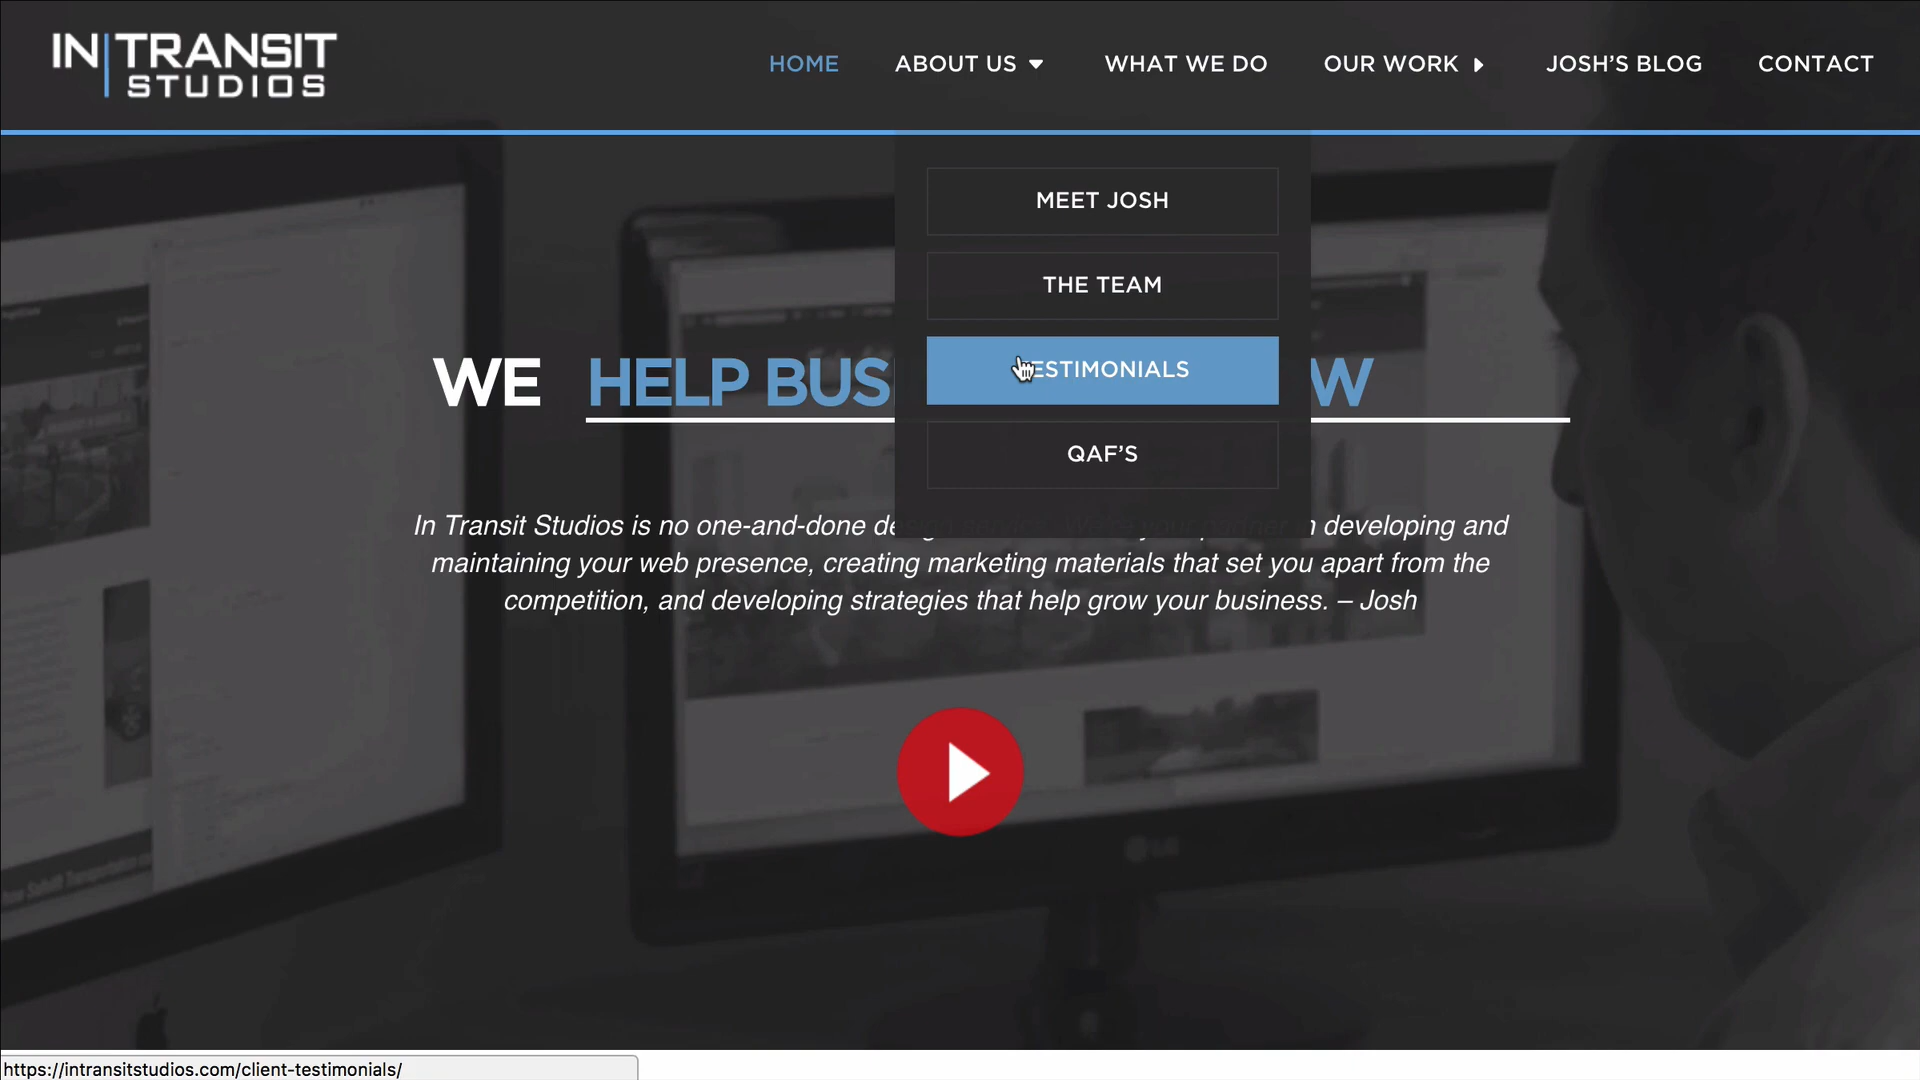 IN TRANSIT
STUDIOS
HOME ABOUT US WHAT WE DO OUR WORK JOSH'S BLOG CONTACT
MEET JOSH
THE TEAM
TESTIMONIALS
QAF'S
WE HELP BUS W
In Transit Studios is no one-and-done design service. We're your partner in developing and
maintaining your web presence, creating marketing materials that set you apart from the
competition, and developing strategies that help grow your business. – Josh
LG
https://intransitstudios.com/client-testimonials/